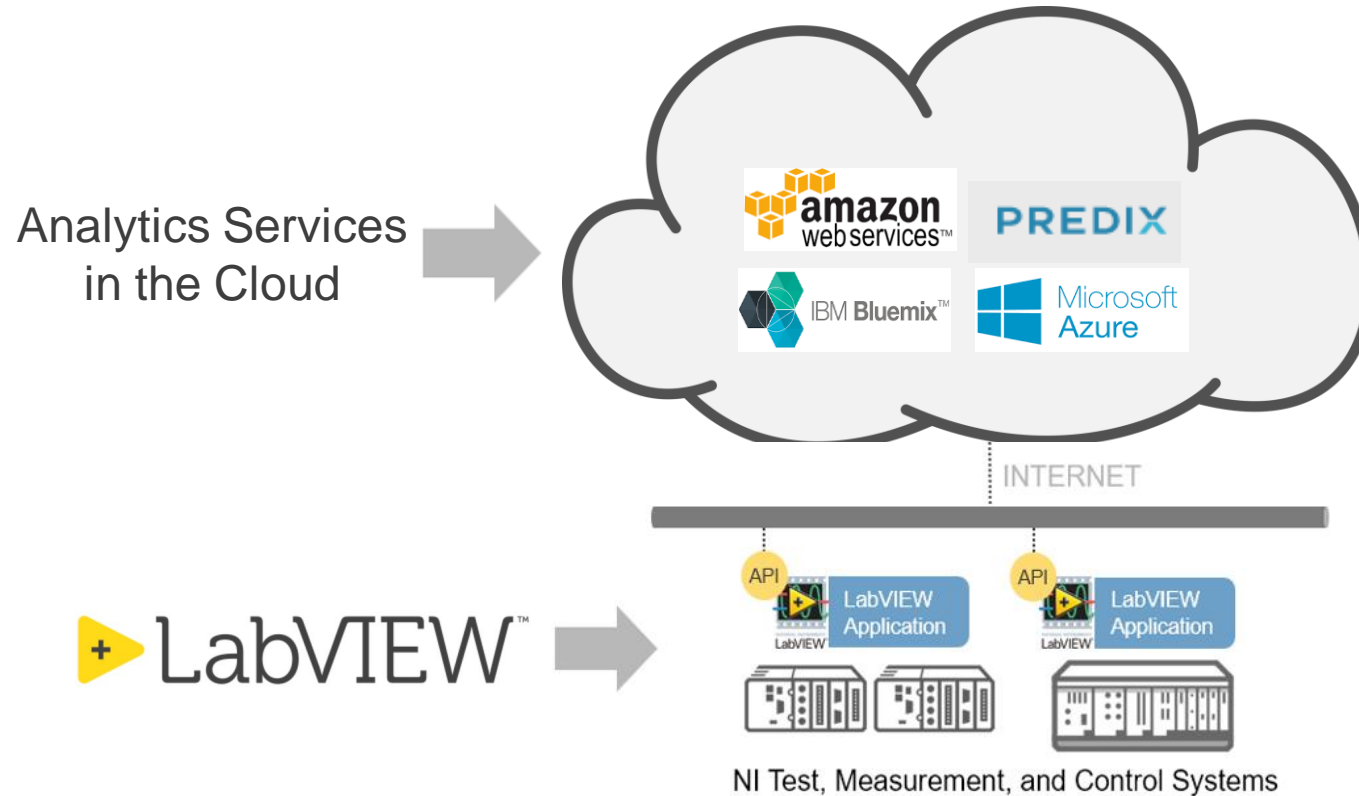 Analytics Services
in the Cloud
amazon
web services™
PREDIX
IBM Bluemix™
Microsoft
Azure
INTERNET
API
LabVIEW
Application
LabVIEW
API
LabVIEW
Application
LabVIEW
+ LabVIEW™
NI Test, Measurement, and Control Systems